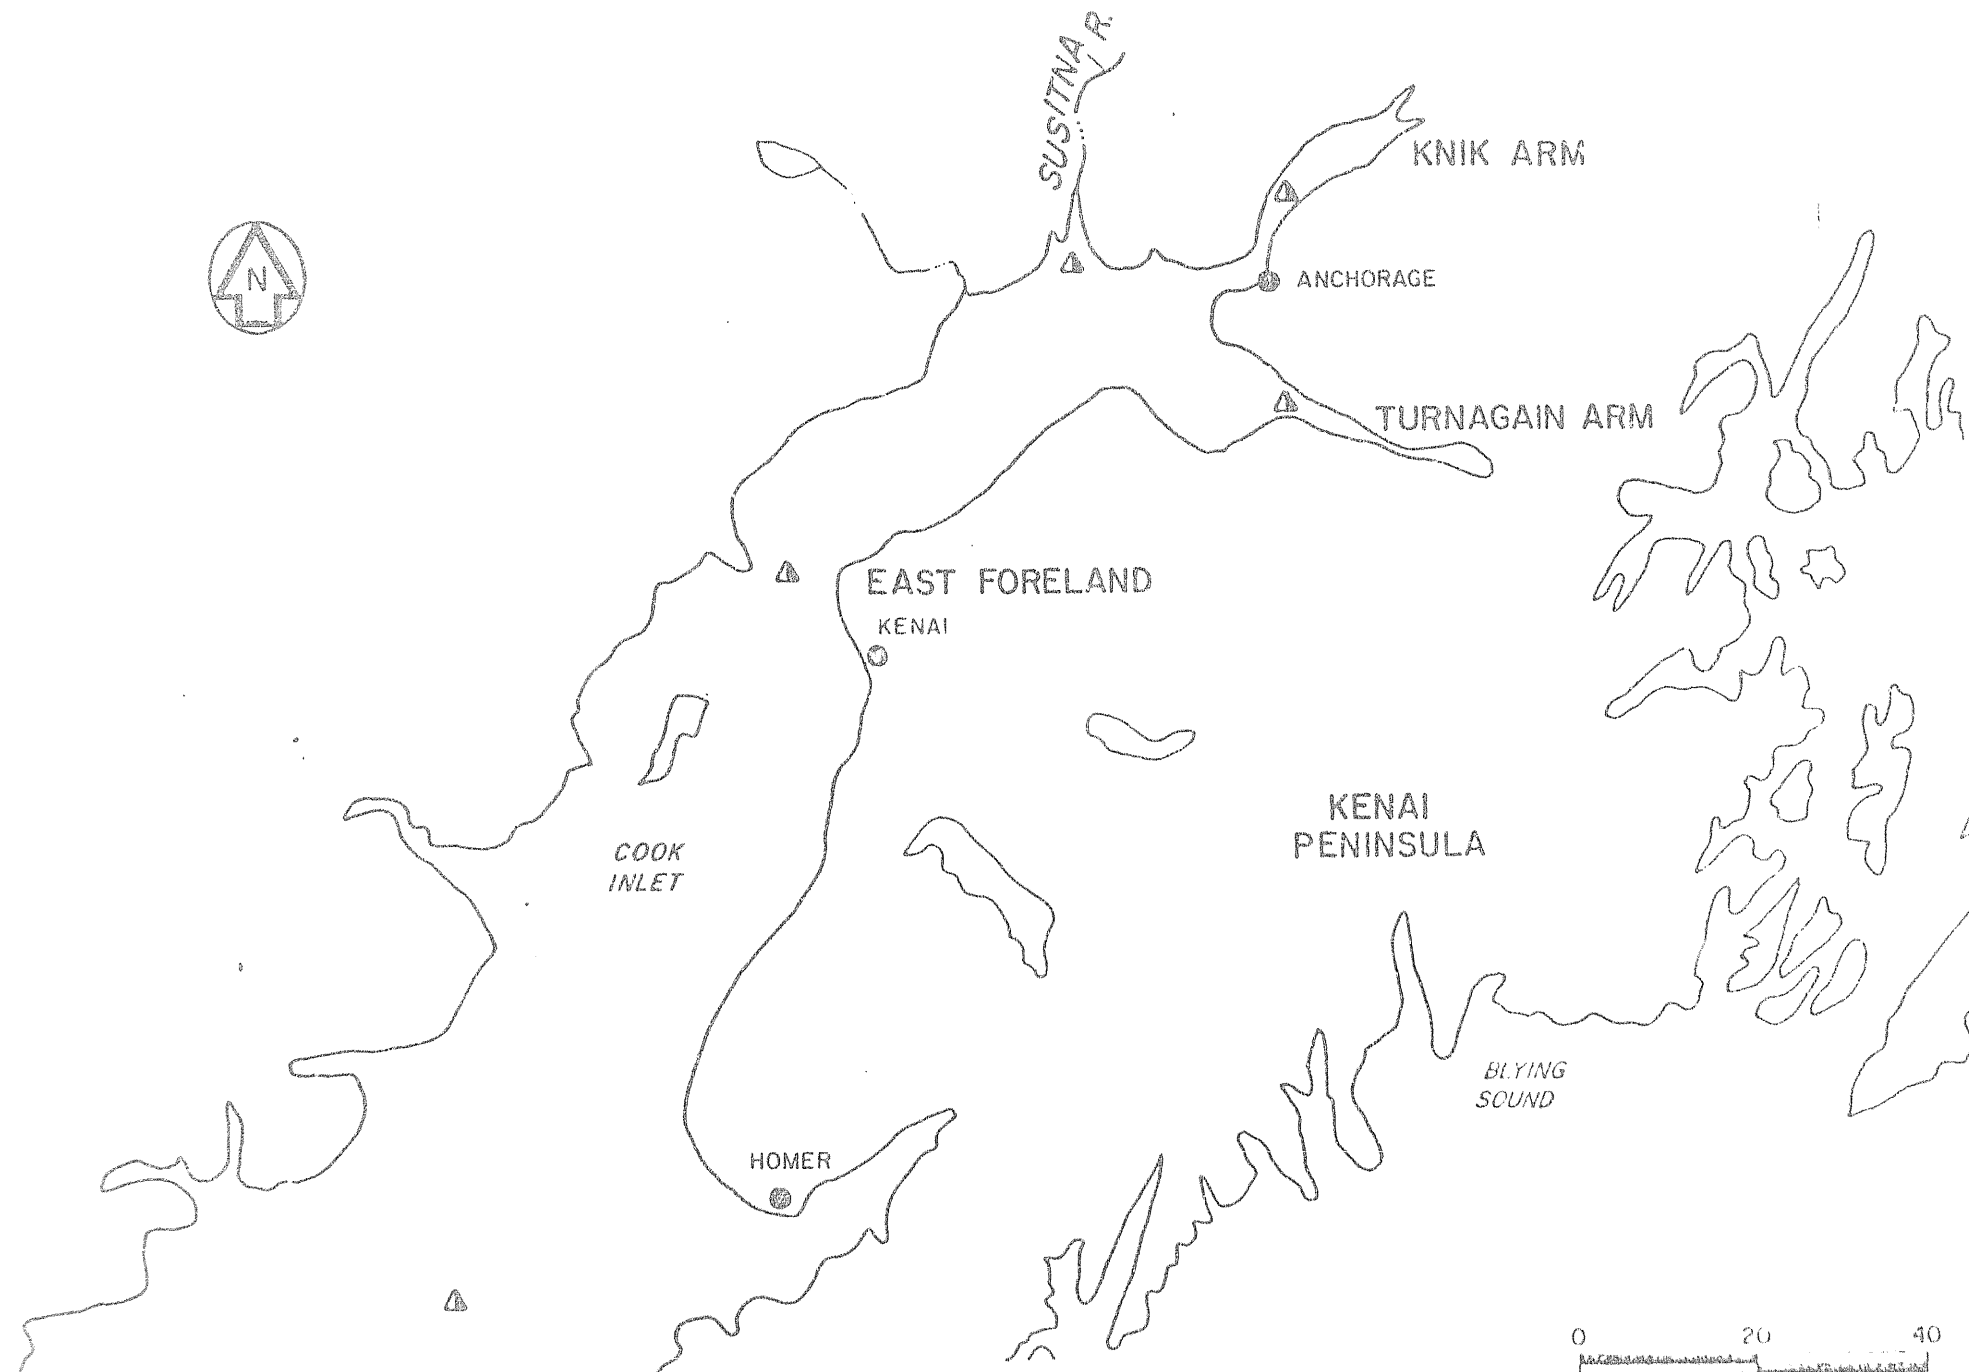 SUSITNA R.
KNIK ARM
N
ANCHORAGE
TURNAGAIN ARM
EAST FORELAND
KENAI
KENAI
PENINSULA
COOK
INLET
BLYING
SOUND
HOMER
0 20 40